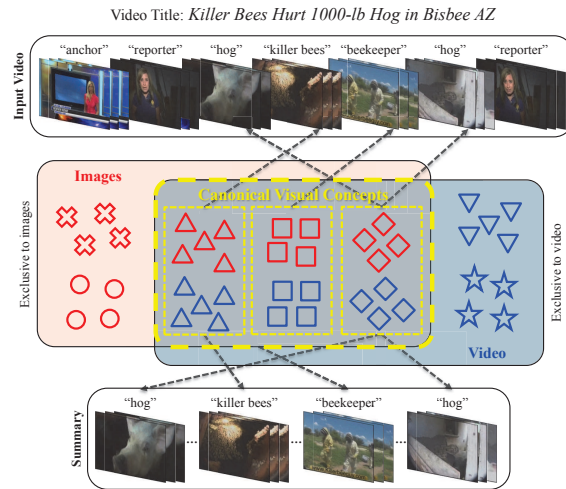 Video Title: Killer Bees Hurt 1000-lb Hog in Bisbee AZ
Input Video
“anchor” “reporter” “hog” “killer bees” “beekeeper” “hog” “reporter”
Images
Canonical Visual Concepts
Exclusive to images
Exclusive to video
Video
Summary
“hog” “killer bees” “beekeeper” “hog”